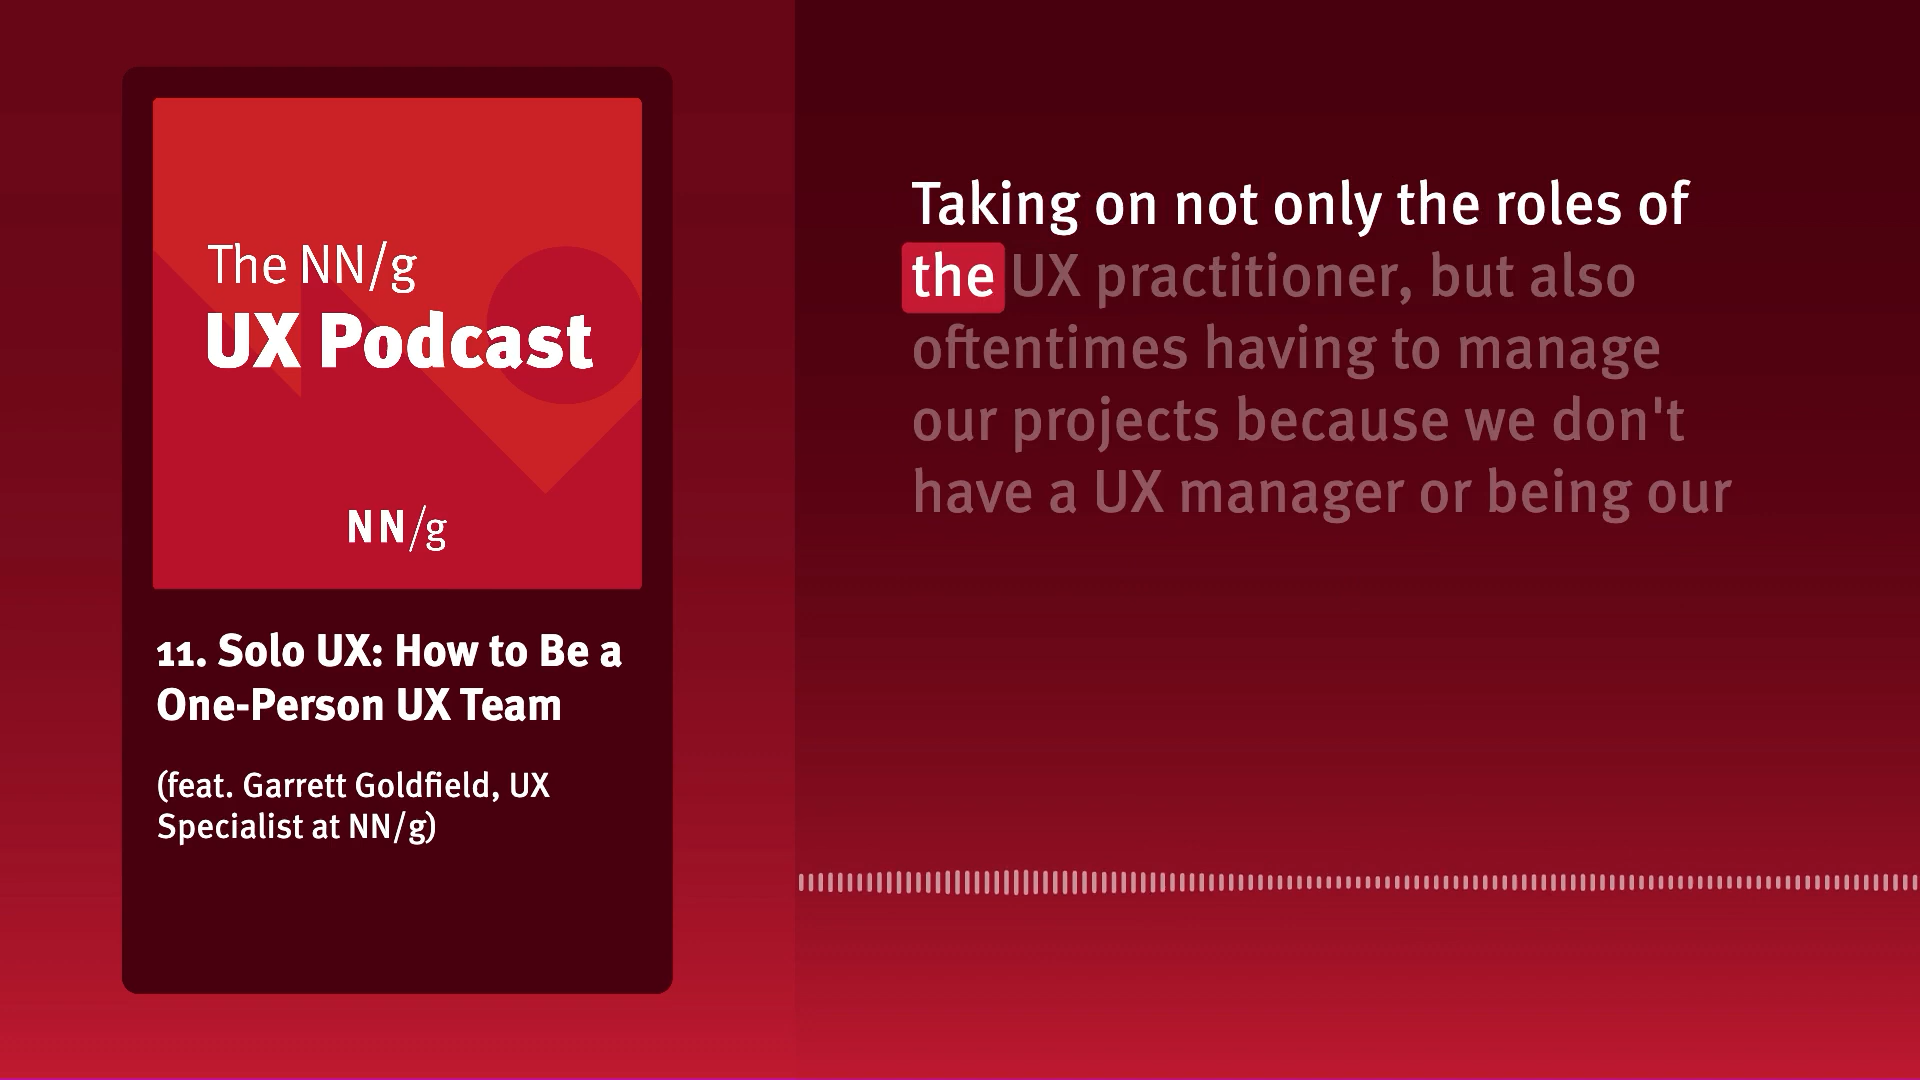 The NN/g
UX Podcast
NN/g
11. Solo UX: How to Be a
One-Person UX Team
(feat. Garrett Goldfield, UX
Specialist at NN/g)
Taking on not only the roles of
the UX practitioner, but also
oftentimes having to manage
our projects because we don't
have a UX manager or being our